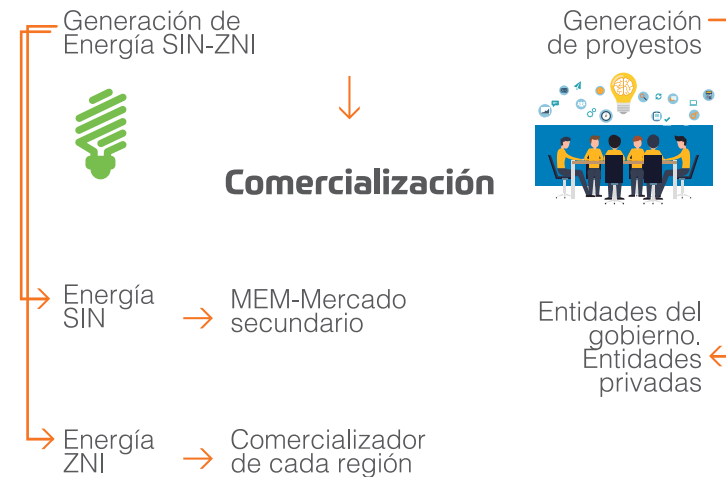 Generación de
Energía SIN-ZNI
Generación
de proyestos
Comercialización
Energía
SIN
MEM-Mercado
secundario
Entidades del
gobierno.
Entidades
privadas
Energía
ZNI
Comercializador
de cada región